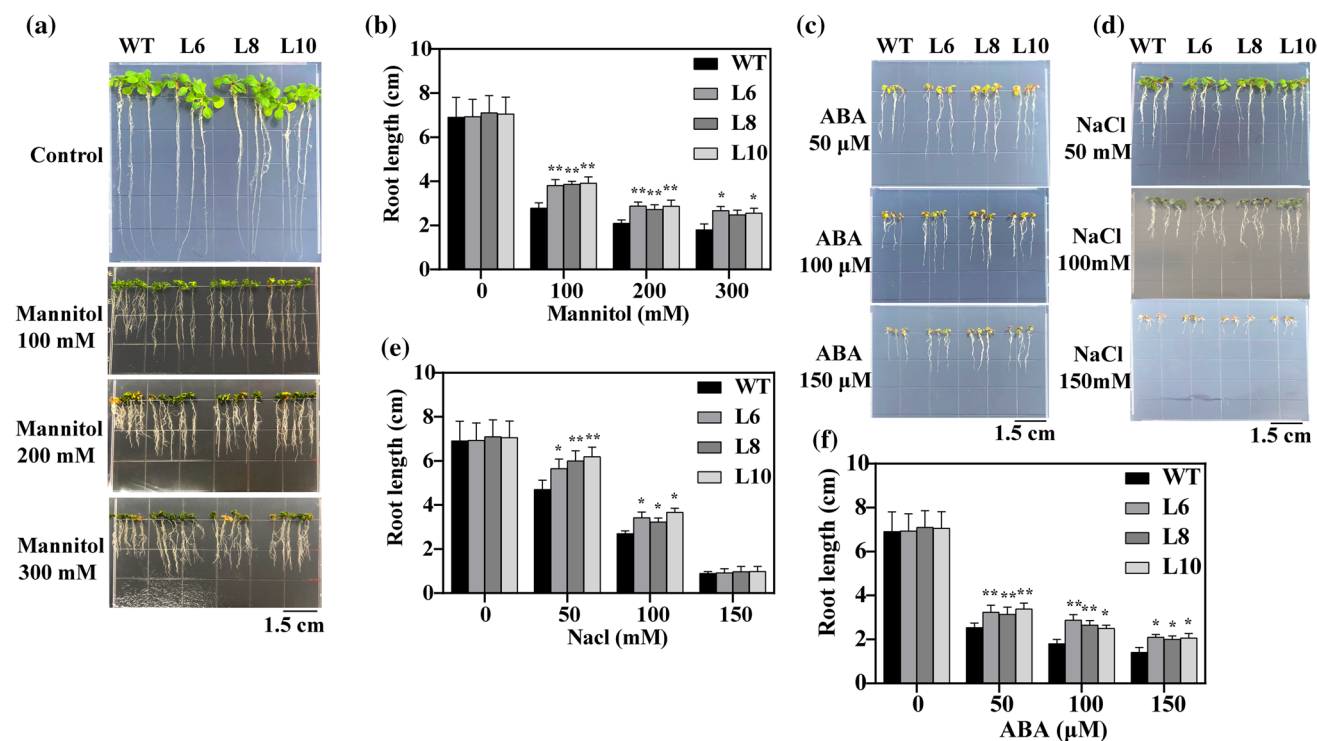 (a)
WT L6 L8 L10
Control
Mannitol
100 mM
Mannitol
200 mM
Mannitol
300 mM
1.5 cm
(b)
Root length (cm)
10
8
6
4
2
0
WT
L6
L8
L10
** ** **
** ** **
* *
0 100 200 300
Mannitol (mM)
(c)
WT L6 L8 L10
ABA
50 μM
ABA
100 μM
ABA
150 μM
1.5 cm
(d)
WT L6 L8 L10
NaCl
50 mM
NaCl
100mM
NaCl
150mM
1.5 cm
(e)
Root length (cm)
10
8
6
4
2
0
WT
L6
L8
L10
* ** **
* * *
0 50 100 150
Nacl (mM)
(f)
Root length (cm)
10
8
6
4
2
0
WT
L6
L8
L10
** ** **
** ** *
* * *
0 50 100 150
ABA (μM)